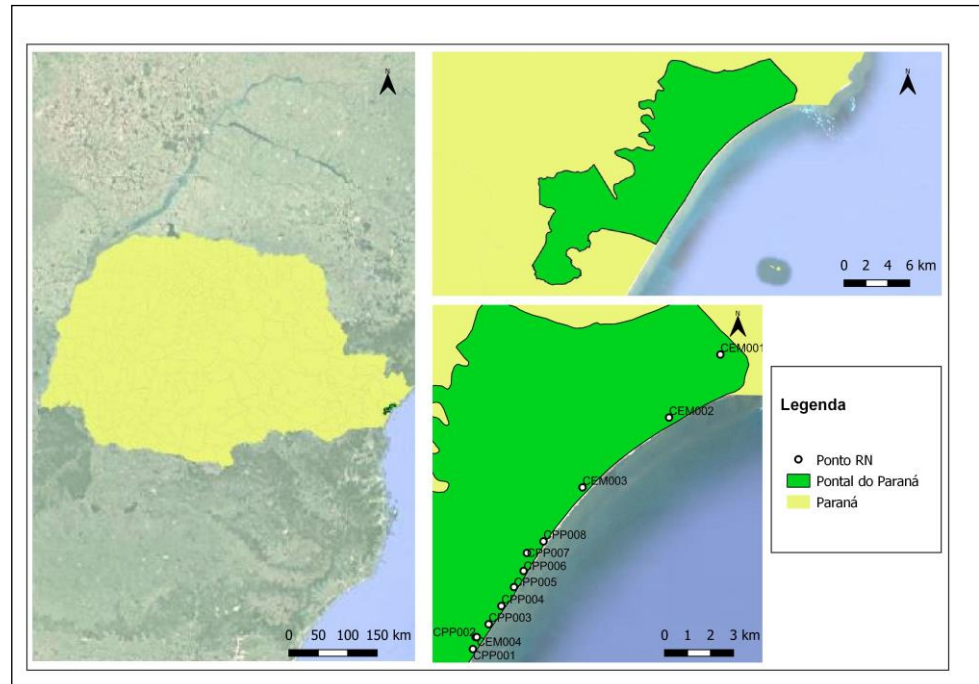 N
0 50 100 150 km
N
0 2 4 6 km
N
CEM001
CEM002
CEM003
CPP008
CPP007
CPP006
CPP005
CPP004
CPP003
CPP002
CEM004
CPP001
0 1 2 3 km
Legenda
Ponto RN
Pontal do Paraná
Paraná